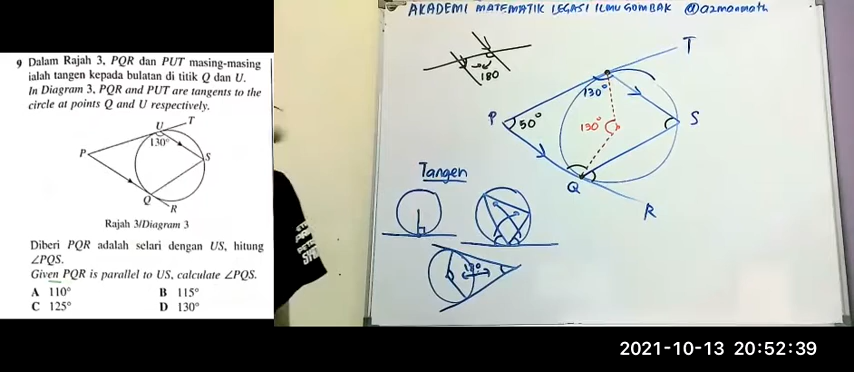 AKADEMI MATEMATIK LEGASI ILMU GOMBAK @azmanmath
9 Dalam Rajah 3, PQR dan PUT masing-masing
ialah tangen kepada bulatan di titik Q dan U.
In Diagram 3, PQR and PUT are tangents to the
circle at points Q and U respectively.
U
T
130°
P
S
Q
R
Rajah 3/Diagram 3
Diberi PQR adalah selari dengan US, hitung
∠PQS.
Given PQR is parallel to US, calculate ∠PQS.
A 110° B 115°
C 125° D 130°
180
T
130°
P
50°
130°
S
Q
R
Tangen
180
2021-10-13 20:52:39